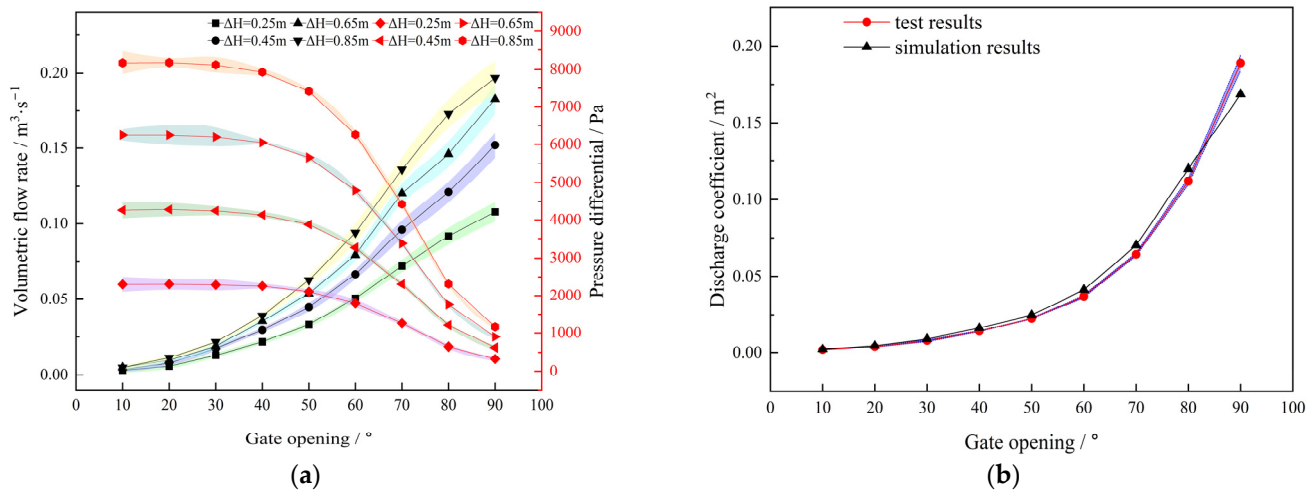 ΔH=0.25m ΔH=0.65m ΔH=0.25m ΔH=0.65m
ΔH=0.45m ΔH=0.85m ΔH=0.45m ΔH=0.85m
Volumetric flow rate / m³·s⁻¹
0.20
0.15
0.10
0.05
0.00
0 10 20 30 40 50 60 70 80 90 100
Gate opening / °
9000
8000
7000
6000
5000
4000
3000
2000
1000
0
Pressure differential / Pa
(a)
test results
simulation results
Discharge coefficient / m²
0.20
0.15
0.10
0.05
0.00
0 10 20 30 40 50 60 70 80 90 100
Gate opening / °
(b)